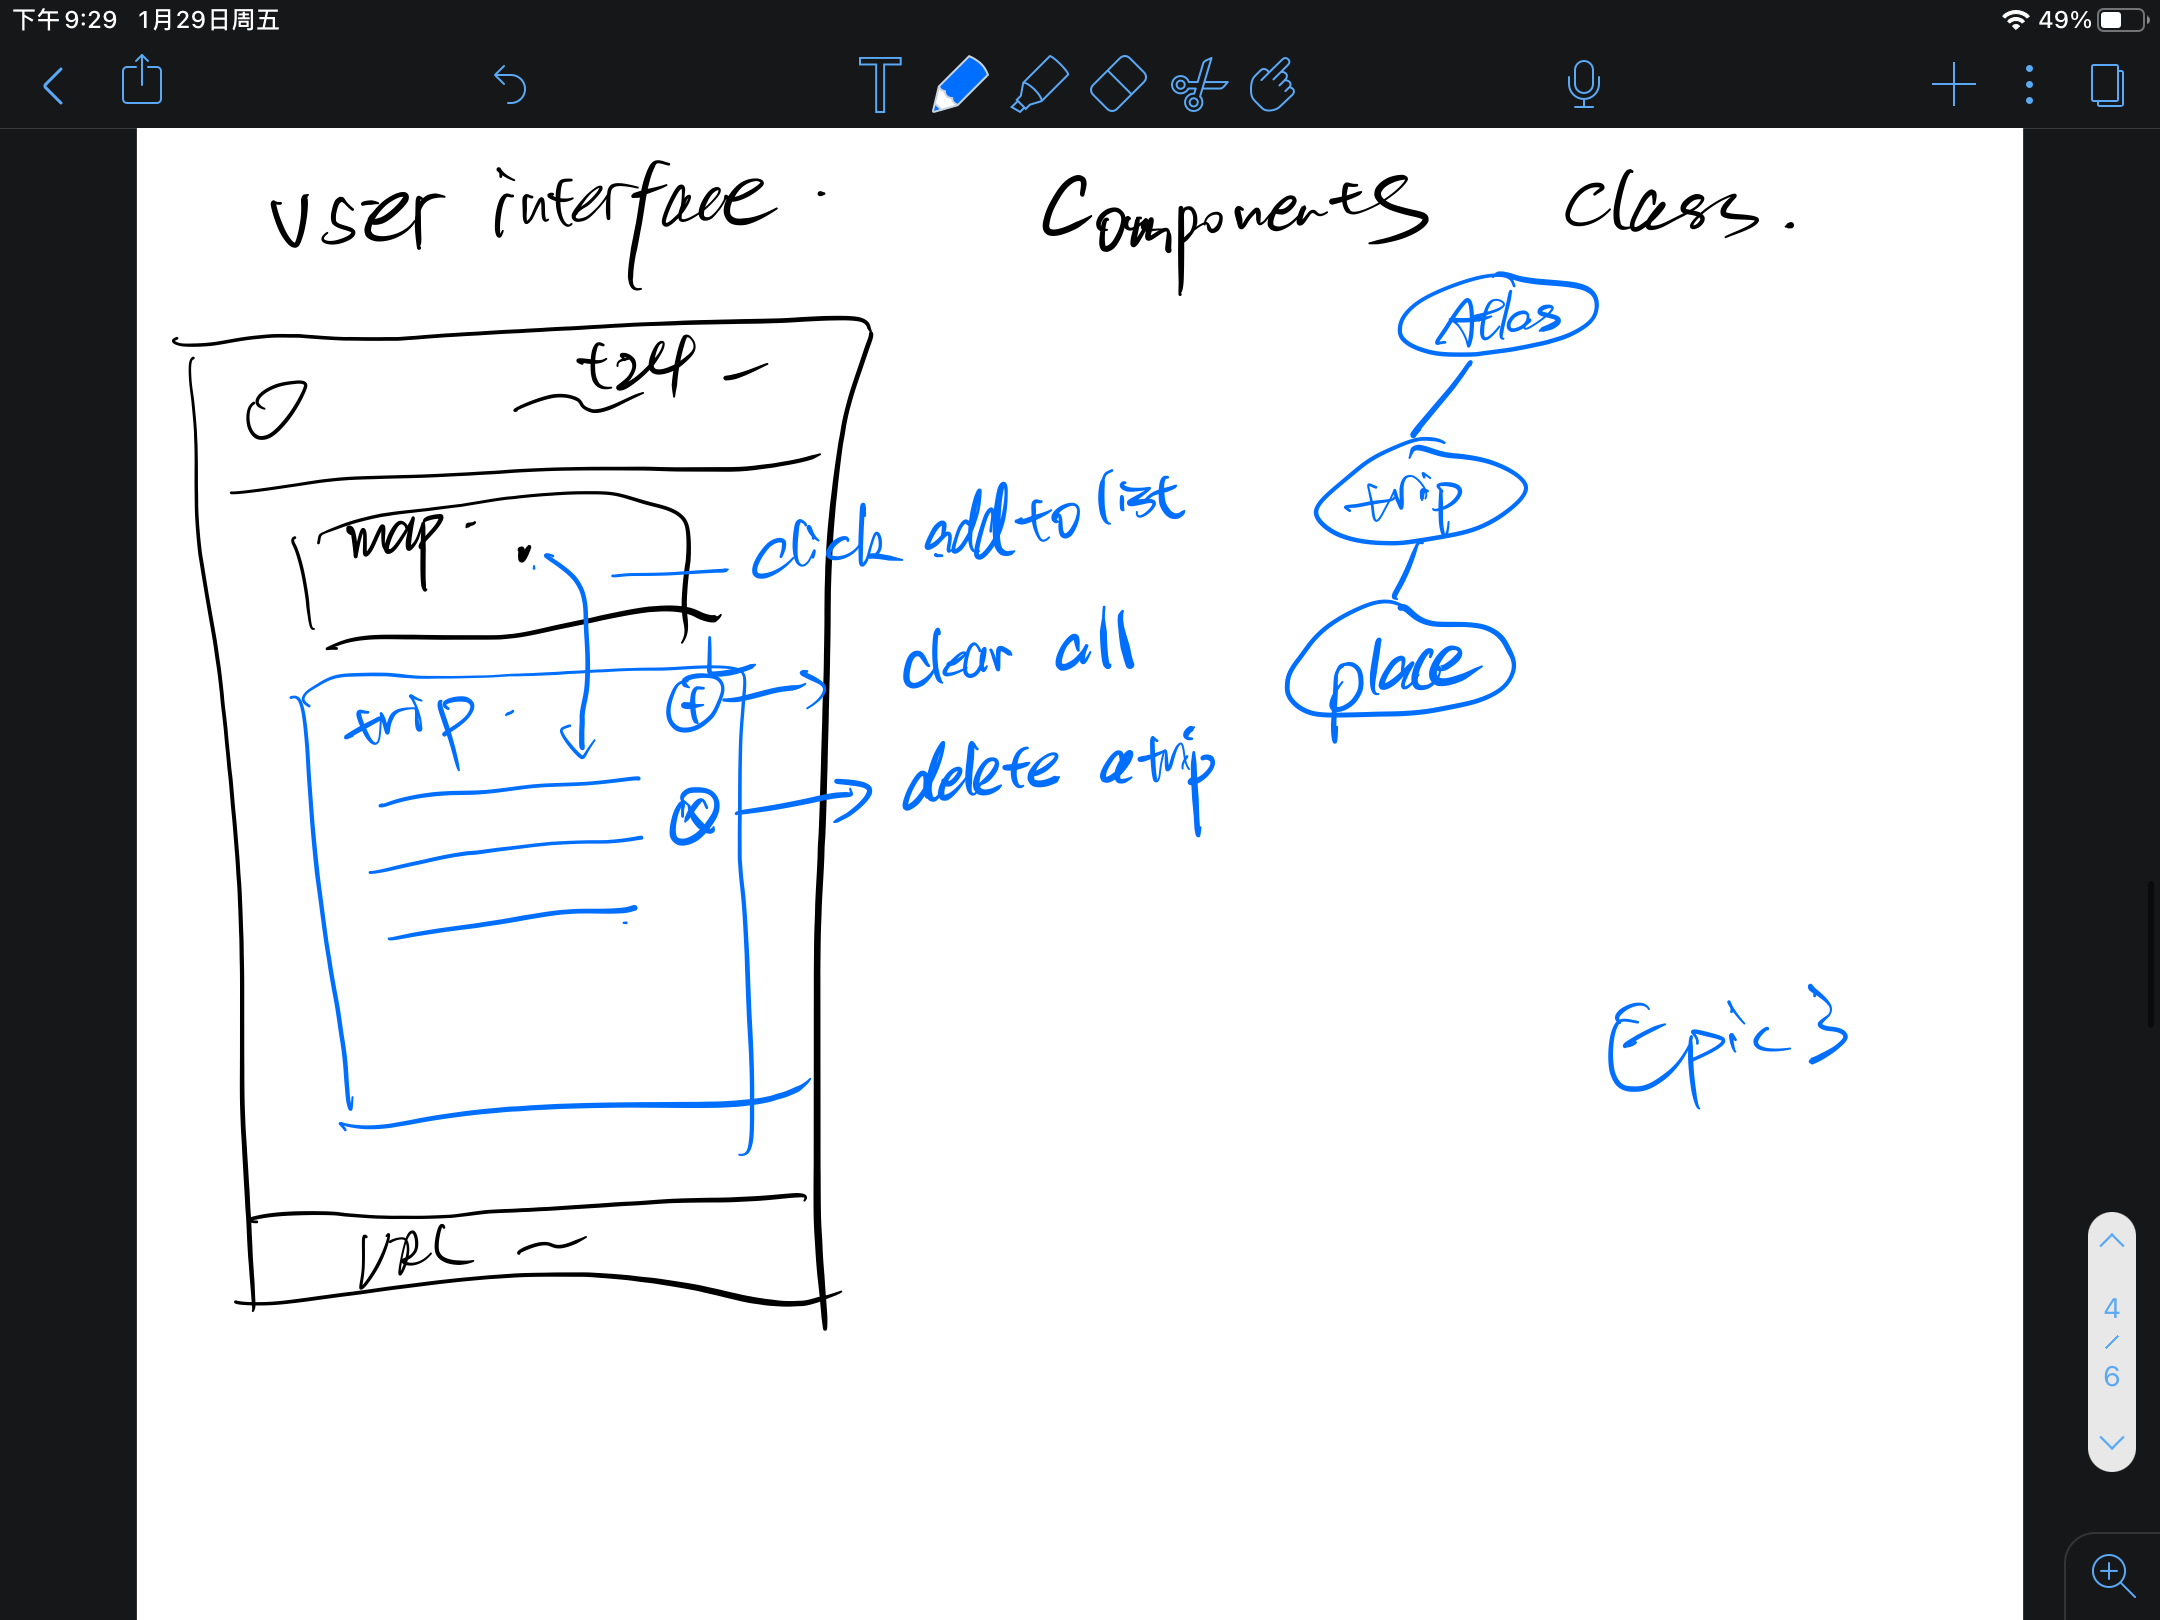 下午9:29 1月29日周五
49%
T
User interface. Components Class.
Atlas
t24
map.
click add to list
trip
clear all
place
trip.
delete a trip
Epic 3
4
/
6